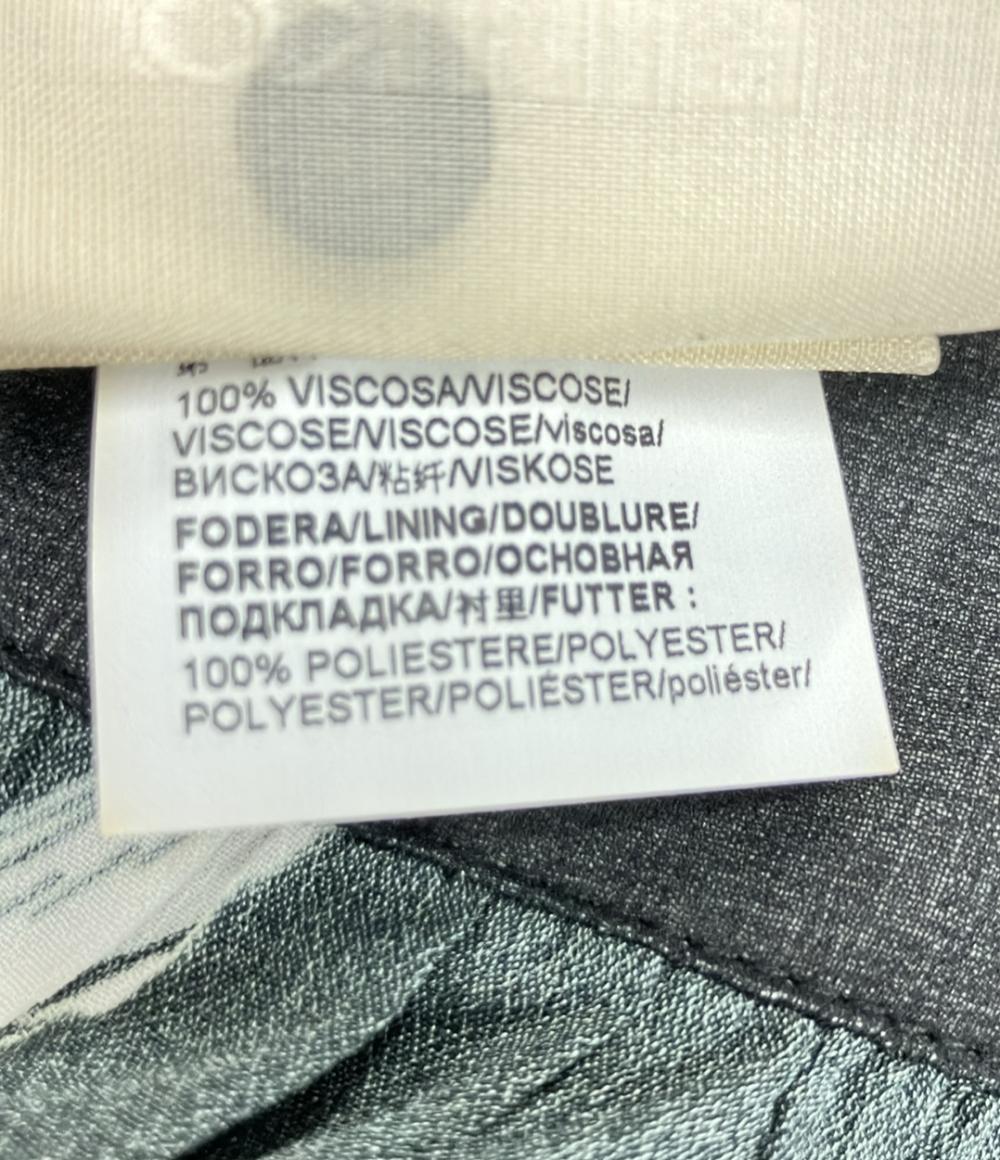 100% VISCOSA/VISCOSE/
VISCOSE/VISCOSE/viscosa/
ВИСКОЗА/粘纤/VISKOSE
FODERA/LINING/DOUBLURE/
FORRO/FORRO/ОСНОВНАЯ
ПОДКЛАДКА/衬里/FUTTER :
100% POLIESTERE/POLYESTER/
POLYESTER/POLIÉSTER/poliéster/